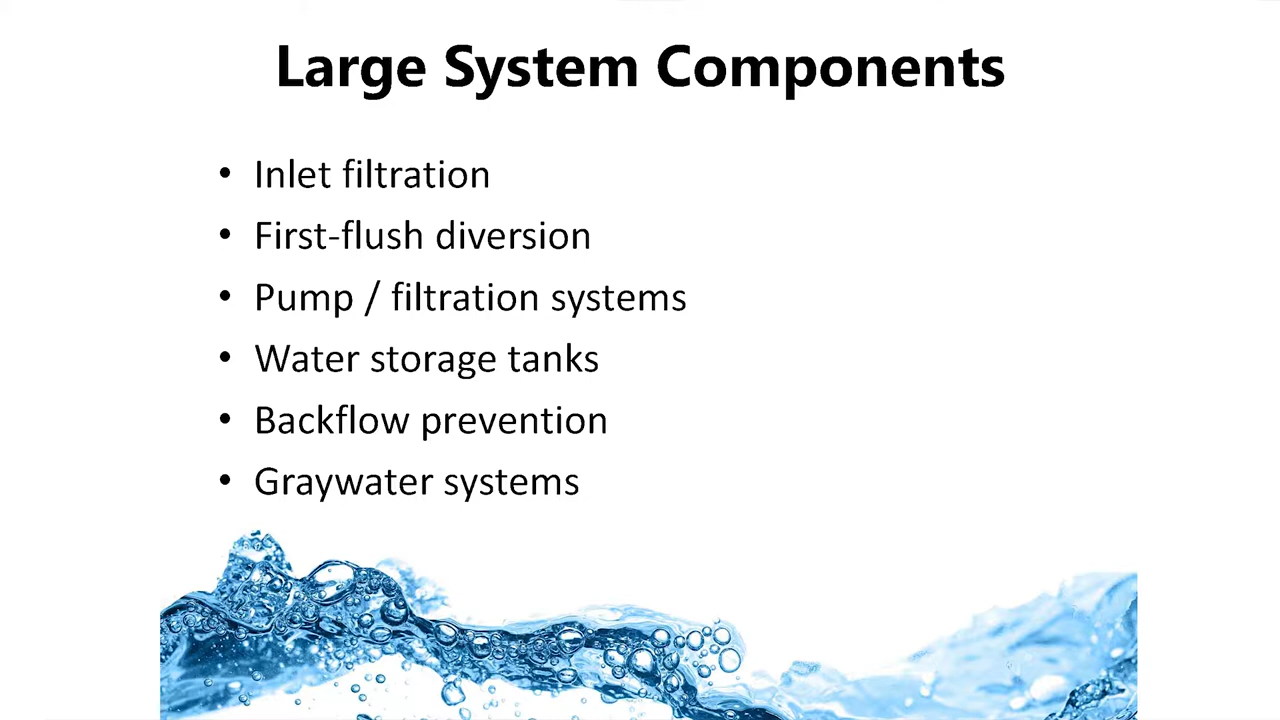 Large System Components
• Inlet filtration
• First-flush diversion
• Pump / filtration systems
• Water storage tanks
• Backflow prevention
• Graywater systems